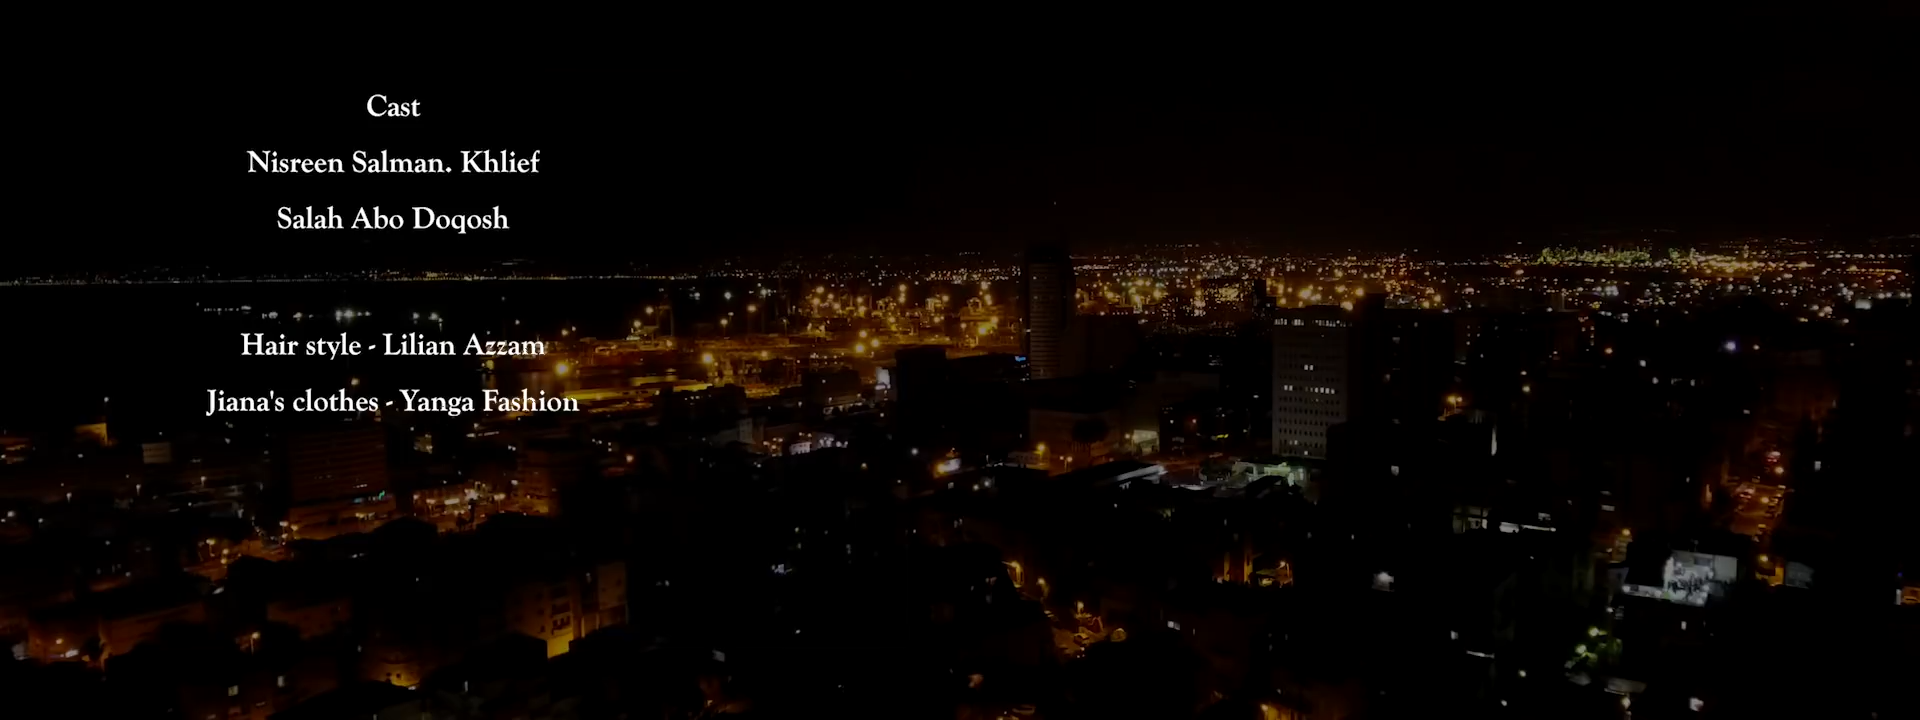 Cast
Nisreen Salman. Khlief
Salah Abo Doqosh
Hair style - Lilian Azzam
Jiana's clothes - Yanga Fashion